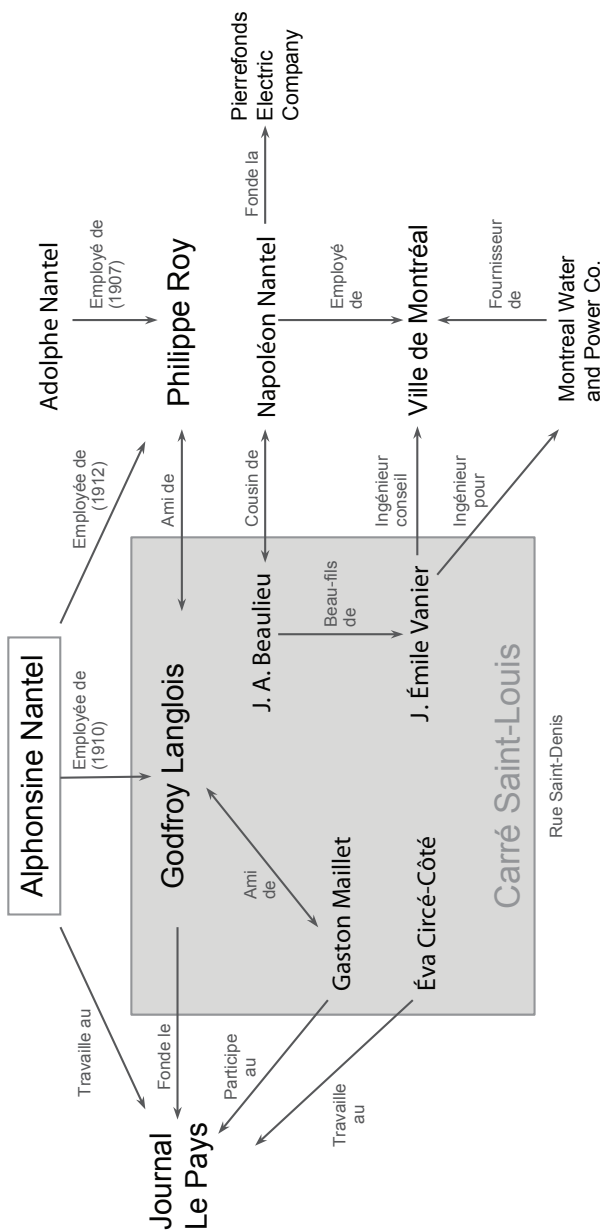 Alphonsine Nantel
Adolphe Nantel
Travaille au
Employée de
(1910)
Employée de
(1912)
Employé de
(1907)
Journal
Le Pays
Fonde le
Godfroy Langlois
Ami de
Philippe Roy
Participe
au
Ami
de
Gaston Maillet
J. A. Beaulieu
Cousin de
Napoléon Nantel
Fonde la
Pierrefonds
Electric
Company
Travaille
au
Beau-fils
de
Employé
de
Éva Circé-Côté
J. Émile Vanier
Ingénieur
conseil
Ville de Montréal
Ingénieur
pour
Fournisseur
de
Carré Saint-Louis
Rue Saint-Denis
Montreal Water
and Power Co.